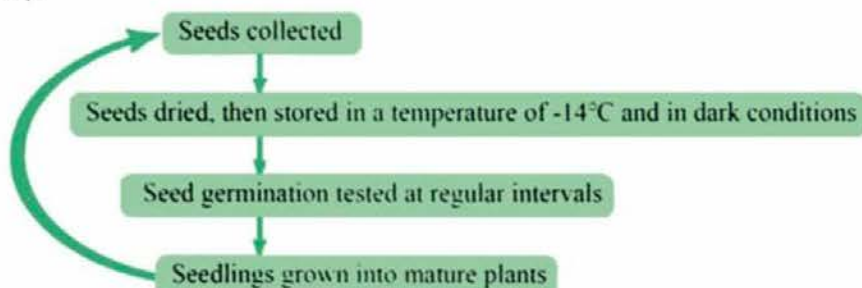 Seeds collected
Seeds dried, then stored in a temperature of -14°C and in dark conditions
Seed germination tested at regular intervals
Seedlings grown into mature plants